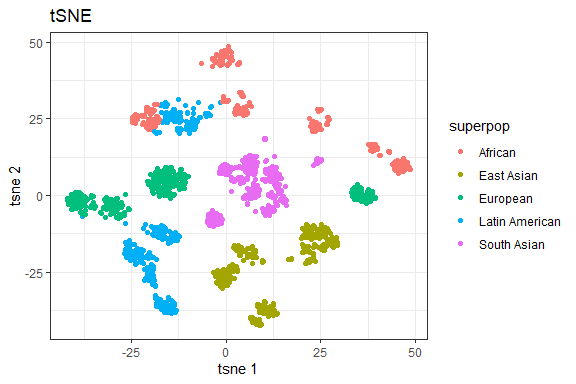 tSNE
50
25
0
-25
tsne 2
-25
0
25
50
tsne 1
superpop
African
East Asian
European
Latin American
South Asian